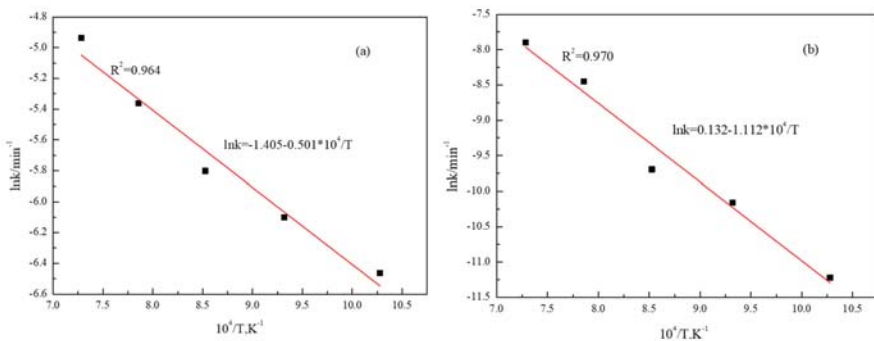 -4.8
-5.0
-5.2
-5.4
-5.6
-5.8
-6.0
-6.2
-6.4
-6.6
lnk/min⁻¹
(a)
R²=0.964
lnk=-1.405-0.501*10⁴/T
7.0 7.5 8.0 8.5 9.0 9.5 10.0 10.5
10⁴/T,K⁻¹
-7.5
-8.0
-8.5
-9.0
-9.5
-10.0
-10.5
-11.0
-11.5
lnk/min⁻¹
(b)
R²=0.970
lnk=0.132-1.112*10⁴/T
7.0 7.5 8.0 8.5 9.0 9.5 10.0 10.5
10⁴/T,K⁻¹